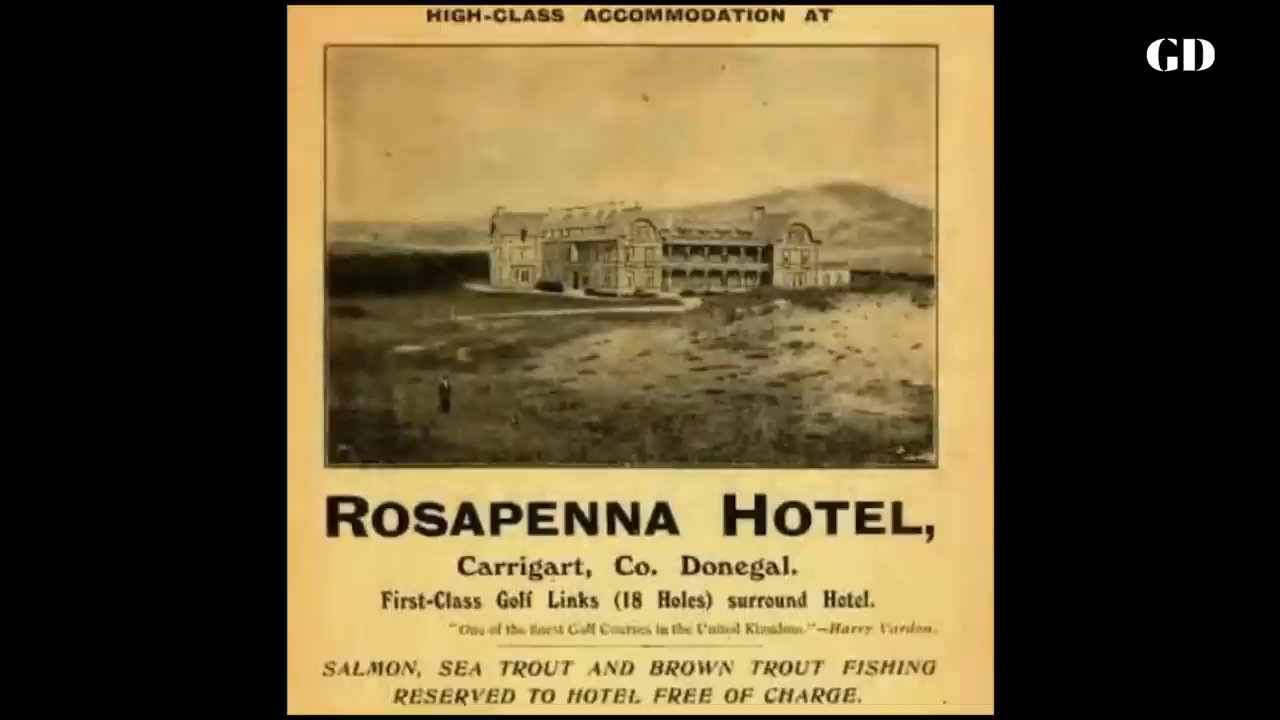 HIGH-CLASS ACCOMMODATION AT
GD
ROSAPENNA HOTEL,
Carrigart, Co. Donegal.
First-Class Golf Links (18 Holes) surround Hotel.
"One of the finest Golf Courses in the United Kingdom."—Harry Vardon.
SALMON, SEA TROUT AND BROWN TROUT FISHING
RESERVED TO HOTEL FREE OF CHARGE.